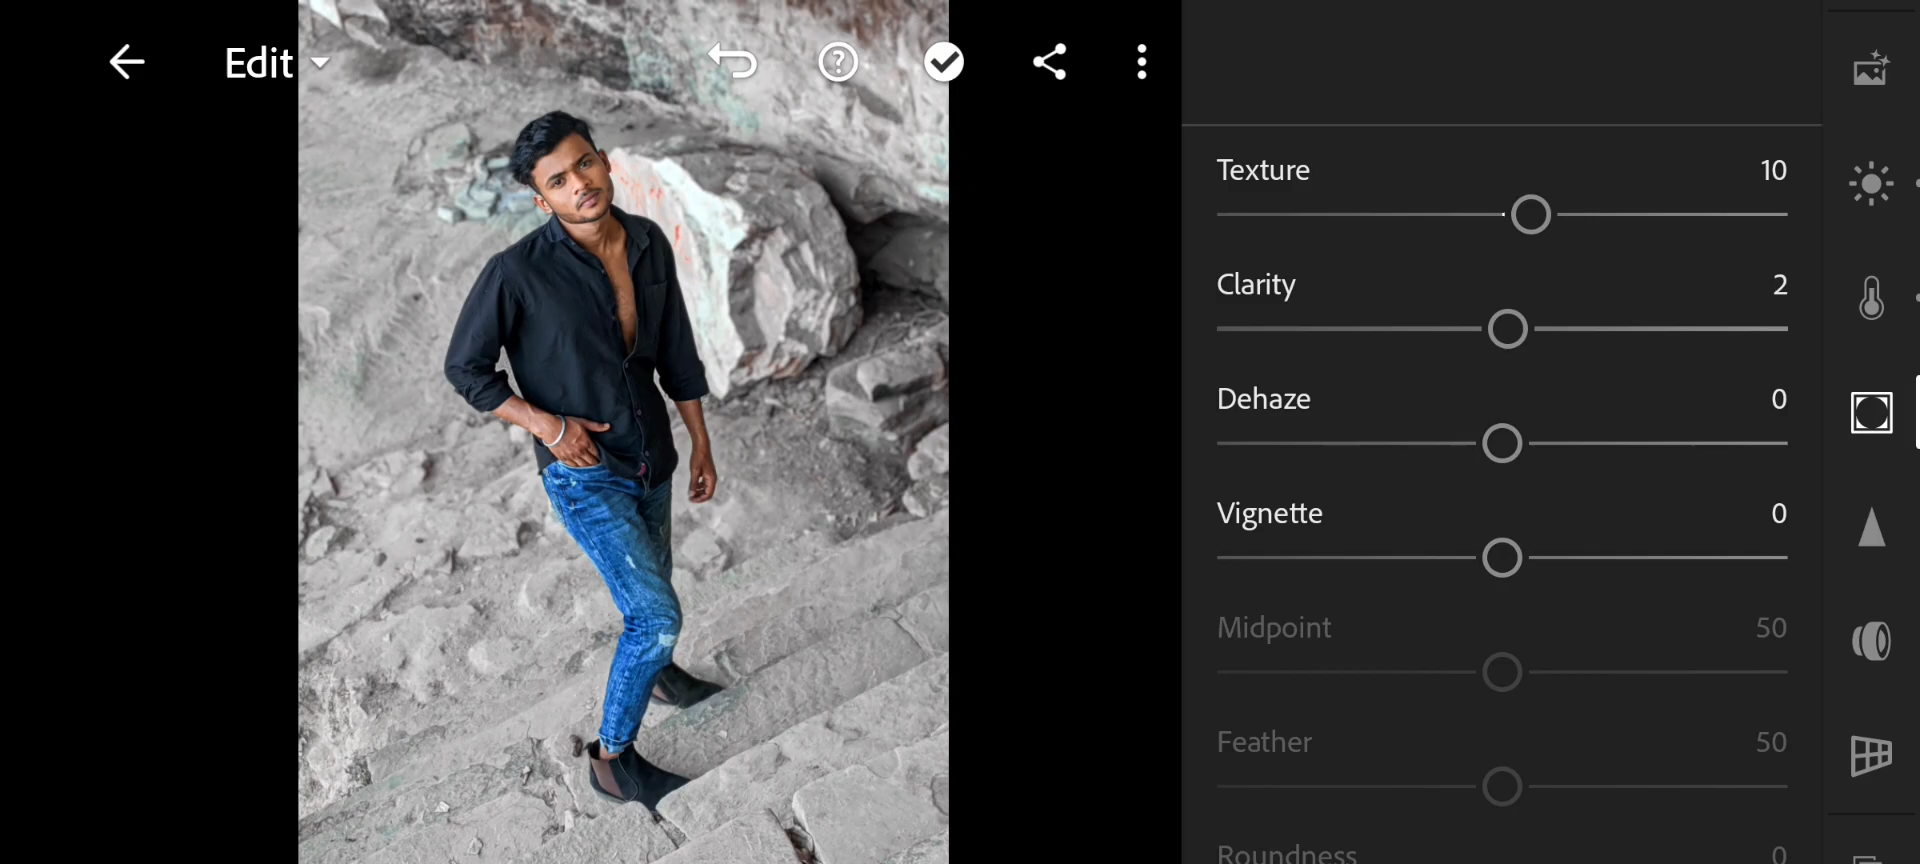 Edit
Texture 10
Clarity 2
Dehaze 0
Vignette 0
Midpoint 50
Feather 50
Roundness 0